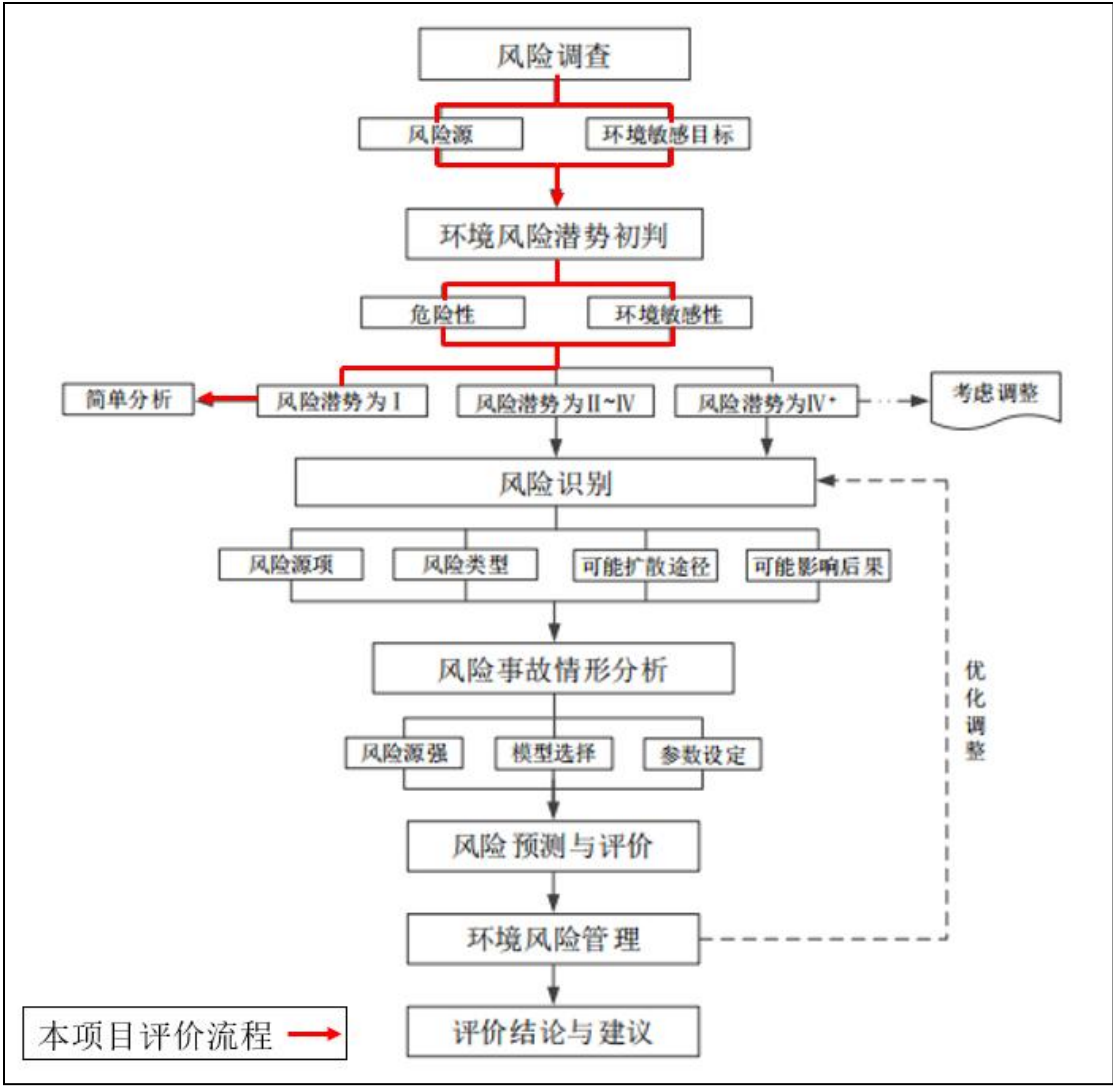 风险调查
风险源
环境敏感目标
环境风险潜势初判
危险性
环境敏感性
简单分析
风险潜势为Ⅰ
风险潜势为Ⅱ~Ⅳ
风险潜势为Ⅳ+
考虑调整
风险识别
风险源项
风险类型
可能扩散途径
可能影响后果
风险事故情形分析
优化调整
风险源强
模型选择
参数设定
风险预测与评价
环境风险管理
评价结论与建议
本项目评价流程